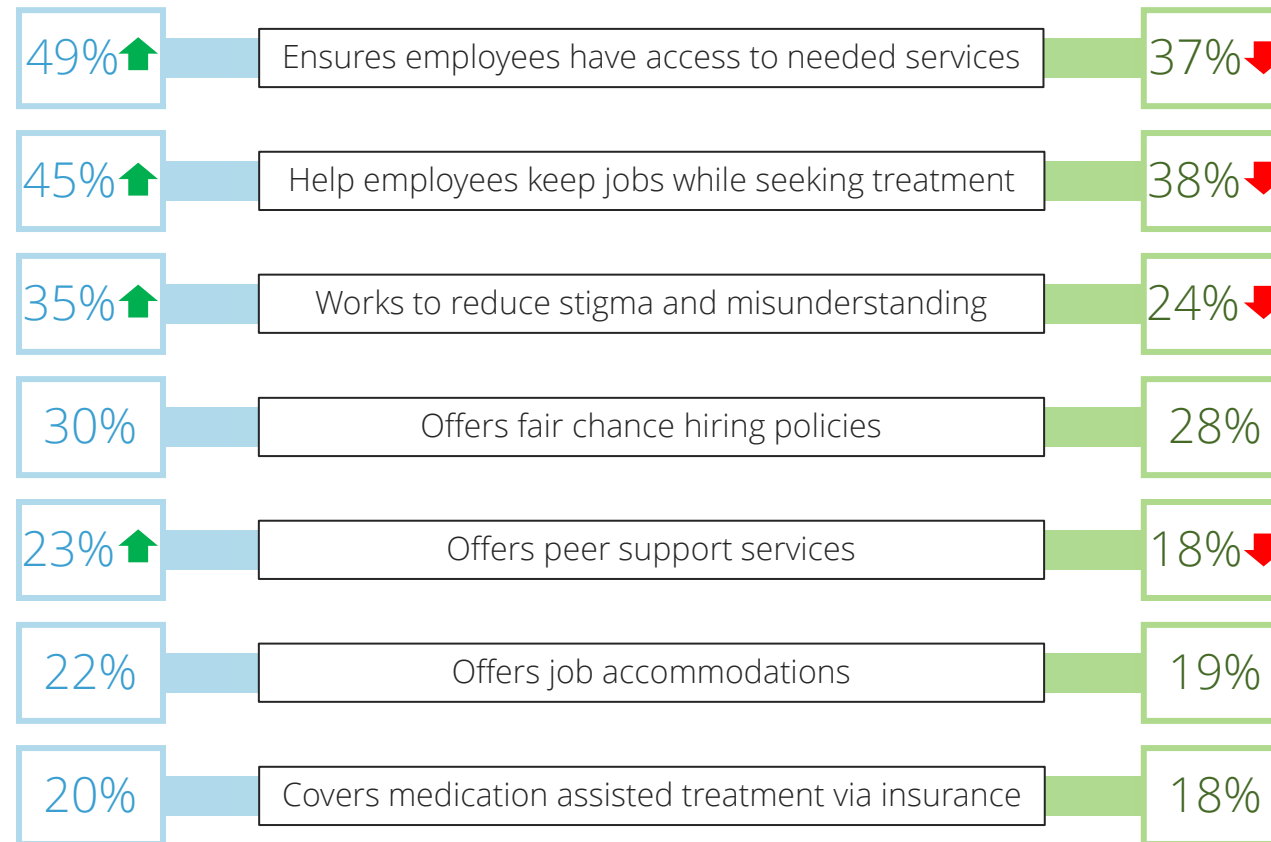 49% Ensures employees have access to needed services 37%
45% Help employees keep jobs while seeking treatment 38%
35% Works to reduce stigma and misunderstanding 24%
30% Offers fair chance hiring policies 28%
23% Offers peer support services 18%
22% Offers job accommodations 19%
20% Covers medication assisted treatment via insurance 18%